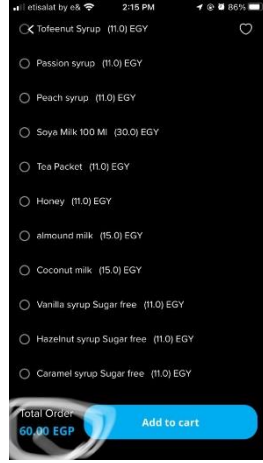 etisalat by e& 2:15 PM 86%
Tofeenut Syrup (11.0) EGY
Passion syrup (11.0) EGY
Peach syrup (11.0) EGY
Soya Milk 100 Ml (30.0) EGY
Tea Packet (11.0) EGY
Honey (11.0) EGY
almound milk (15.0) EGY
Coconut milk (15.0) EGY
Vanilla syrup Sugar free (11.0) EGY
Hazelnut syrup Sugar free (11.0) EGY
Caramel syrup Sugar free (11.0) EGY
Total Order
60.00 EGP
Add to cart